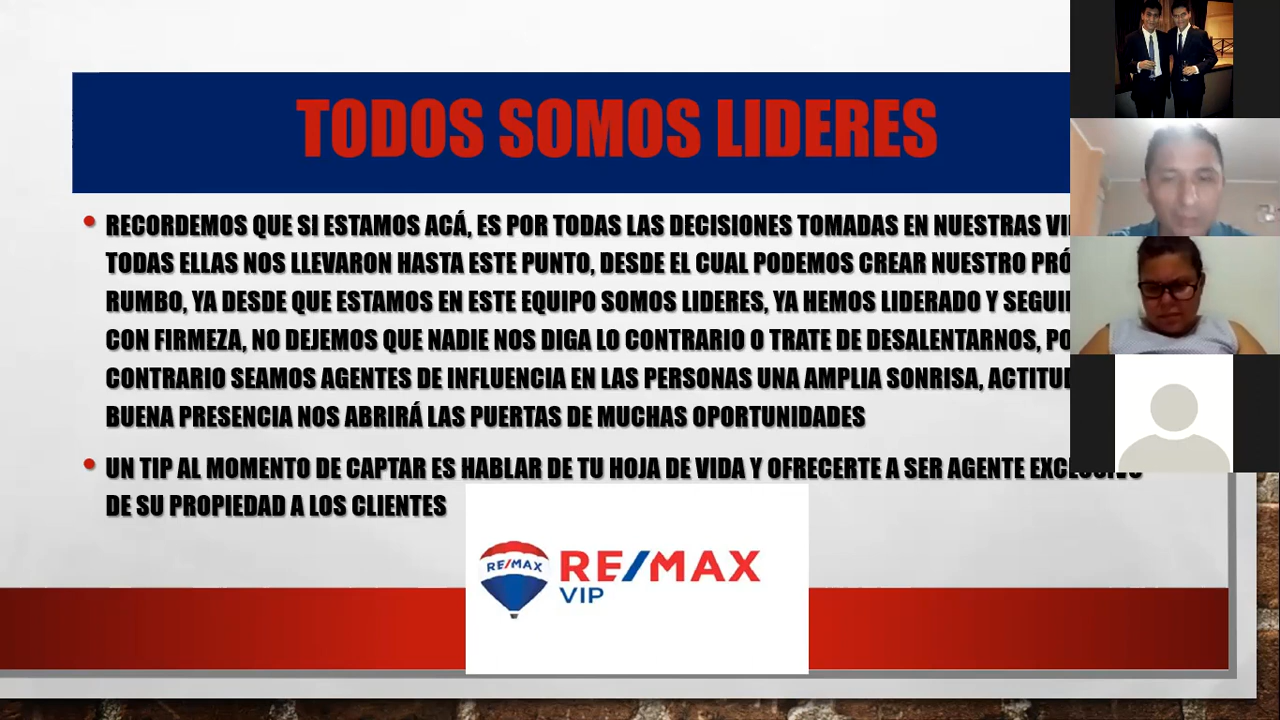 TODOS SOMOS LIDERES
RECORDEMOS QUE SI ESTAMOS ACÁ, ES POR TODAS LAS DECISIONES TOMADAS EN NUESTRAS
TODAS ELLAS NOS LLEVARON HASTA ESTE PUNTO, DESDE EL CUAL PODEMOS CREAR NUESTRO
RUMBO, YA DESDE QUE ESTAMOS EN ESTE EQUIPO SOMOS LIDERES, YA HEMOS LIDERADO Y
CON FIRMEZA, NO DEJEMOS QUE NADIE NOS DIGA LO CONTRARIO O TRATE DE DESALENTARNOS,
CONTRARIO SEAMOS AGENTES DE INFLUENCIA EN LAS PERSONAS UNA AMPLIA SONRISA, ACTITUD
BUENA PRESENCIA NOS ABRIRÁ LAS PUERTAS DE MUCHAS OPORTUNIDADES
UN TIP AL MOMENTO DE CAPTAR ES HABLAR DE TU HOJA DE VIDA Y OFRECERTE A SER AGENTE EXCLUSIVO
DE SU PROPIEDAD A LOS CLIENTES
RE/MAX
RE/MAX
VIP